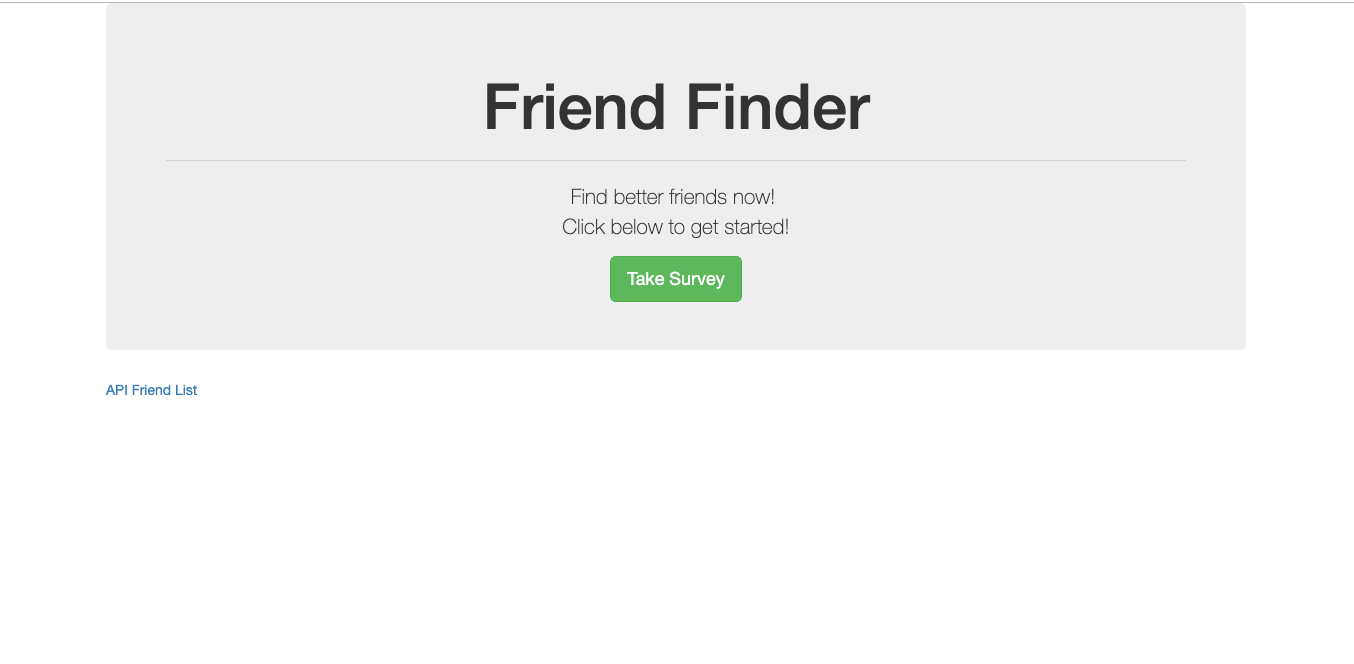 Friend Finder
Find better friends now!
Click below to get started!
Take Survey
API Friend List